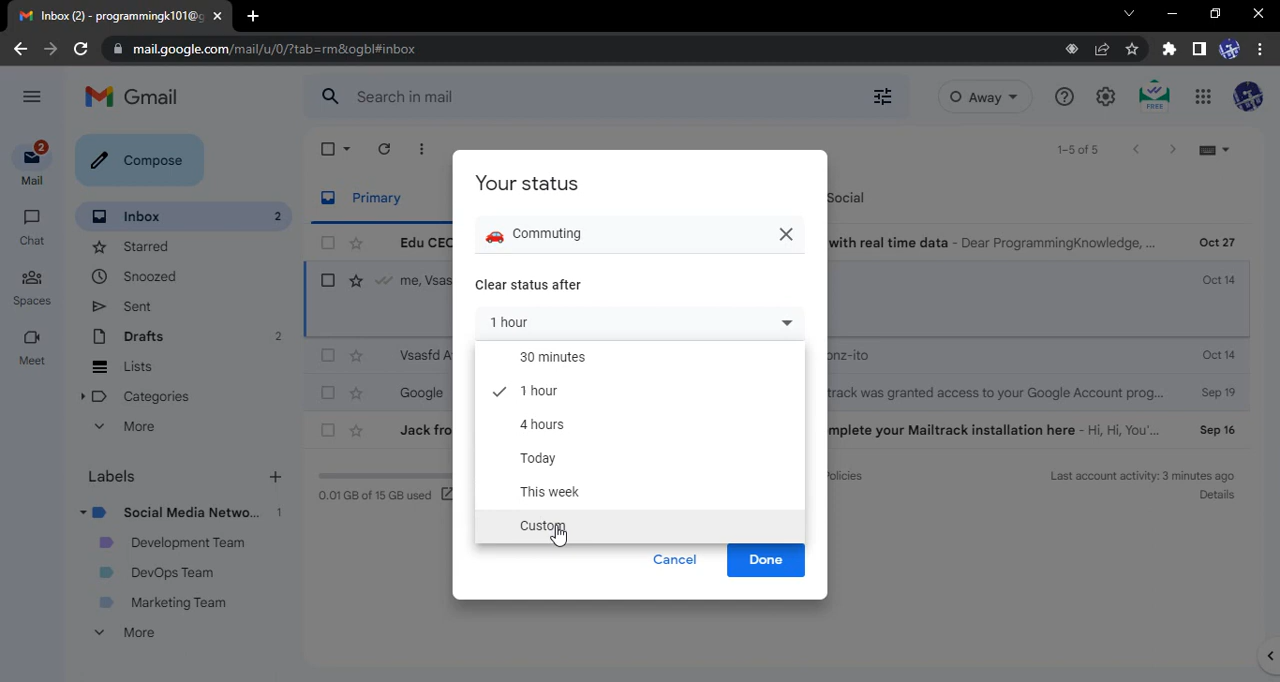 Inbox (2) - programmingk101@g
mail.google.com/mail/u/0/?tab=rm&ogbl#inbox
Gmail
Search in mail
Away
FREE
2
Mail
Chat
Spaces
Meet
Compose
Inbox 2
Starred
Snoozed
Sent
Drafts 2
Lists
Categories
More
Labels
Social Media Netwo... 1
Development Team
DevOps Team
Marketing Team
More
1–5 of 5
Primary
Social
Edu CEC with real time data - Dear ProgrammingKnowledge, ... Oct 27
me, Vsas Oct 14
Vsasfd A onz-ito Oct 14
Google track was granted access to your Google Account prog... Sep 19
Jack fro mplete your Mailtrack installation here - Hi, Hi, You'... Sep 16
0.01 GB of 15 GB used
Policies
Last account activity: 3 minutes ago
Details
Your status
Commuting
Clear status after
1 hour
30 minutes
1 hour
4 hours
Today
This week
Custom
Cancel
Done